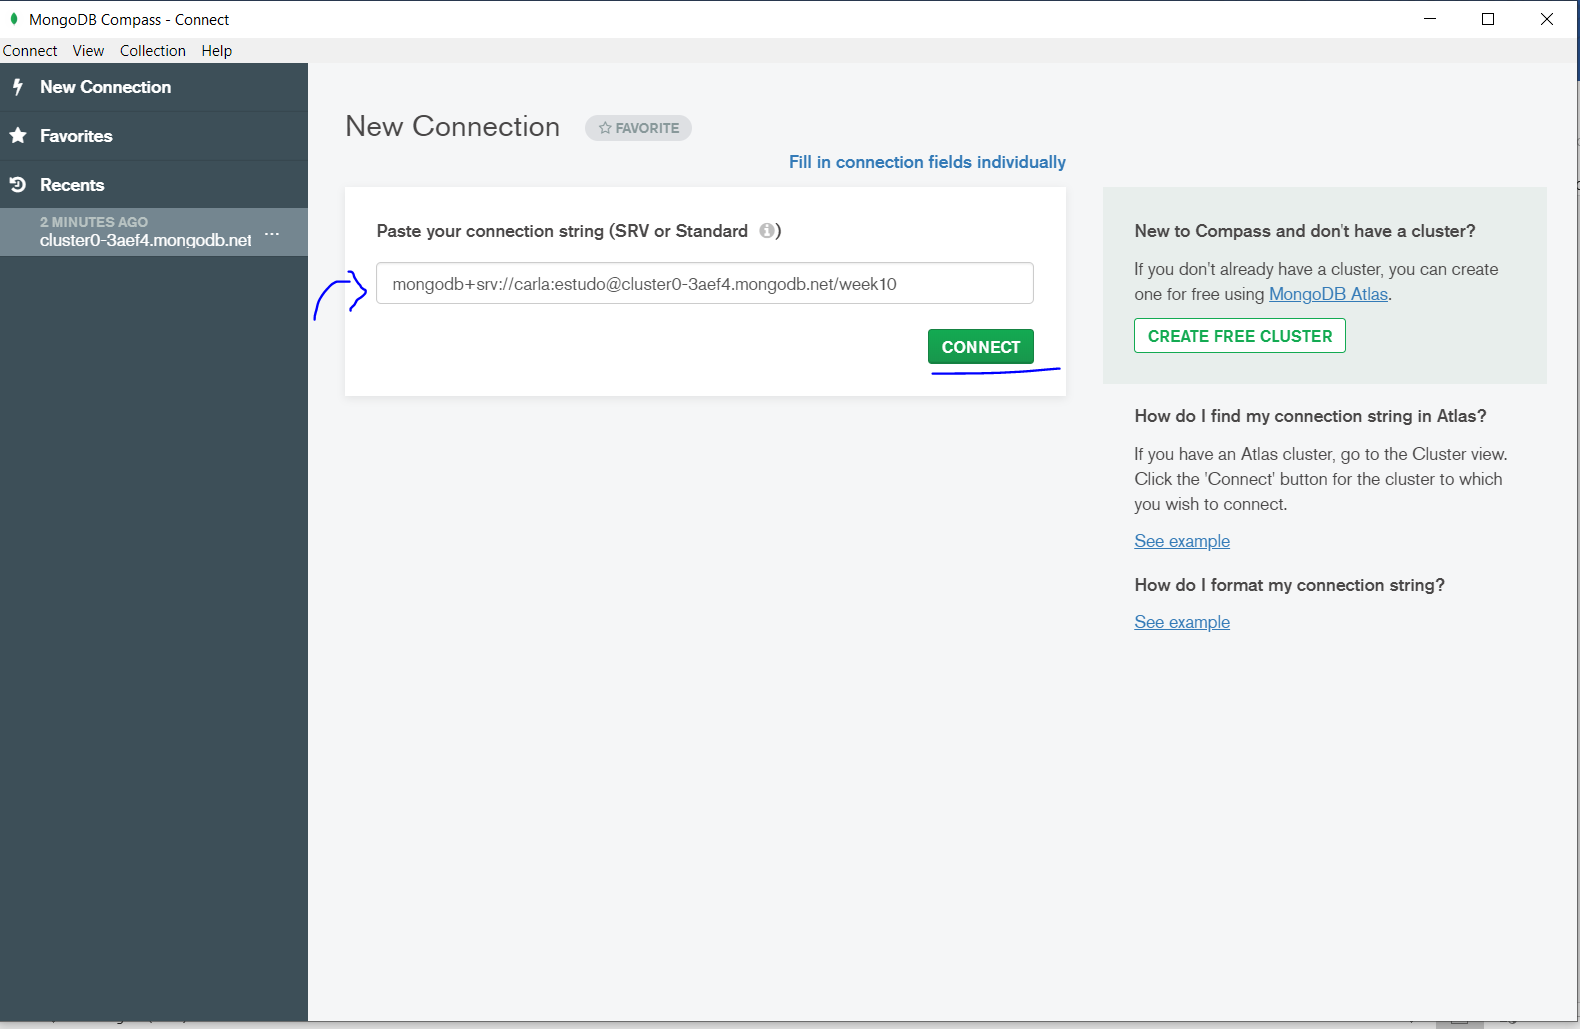 MongoDB Compass - Connect
Connect View Collection Help
New Connection
Favorites
Recents
2 MINUTES AGO
cluster0-3aef4.mongodb.net ...
New Connection
FAVORITE
Fill in connection fields individually
Paste your connection string (SRV or Standard )
mongodb+srv://carla:estudo@cluster0-3aef4.mongodb.net/week10
CONNECT
New to Compass and don't have a cluster?
If you don't already have a cluster, you can create
one for free using MongoDB Atlas.
CREATE FREE CLUSTER
How do I find my connection string in Atlas?
If you have an Atlas cluster, go to the Cluster view.
Click the 'Connect' button for the cluster to which
you wish to connect.
See example
How do I format my connection string?
See example